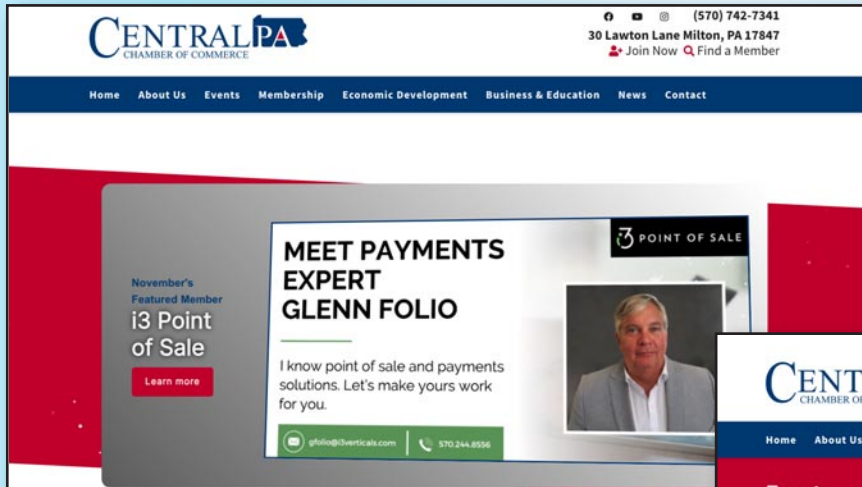 CENTRAL PA
CHAMBER OF COMMERCE
(570) 742-7341
30 Lawton Lane Milton, PA 17847
Join Now Find a Member
Home About Us Events Membership Economic Development Business & Education News Contact
November's
Featured Member
i3 Point
of Sale
Learn more
i3 POINT OF SALE
MEET PAYMENTS
EXPERT
GLENN FOLIO
I know point of sale and payments
solutions. Let's make yours work
for you.
gfolio@i3verticals.com 570.244.8556
CENT
CHAMBER OF
Home About Us